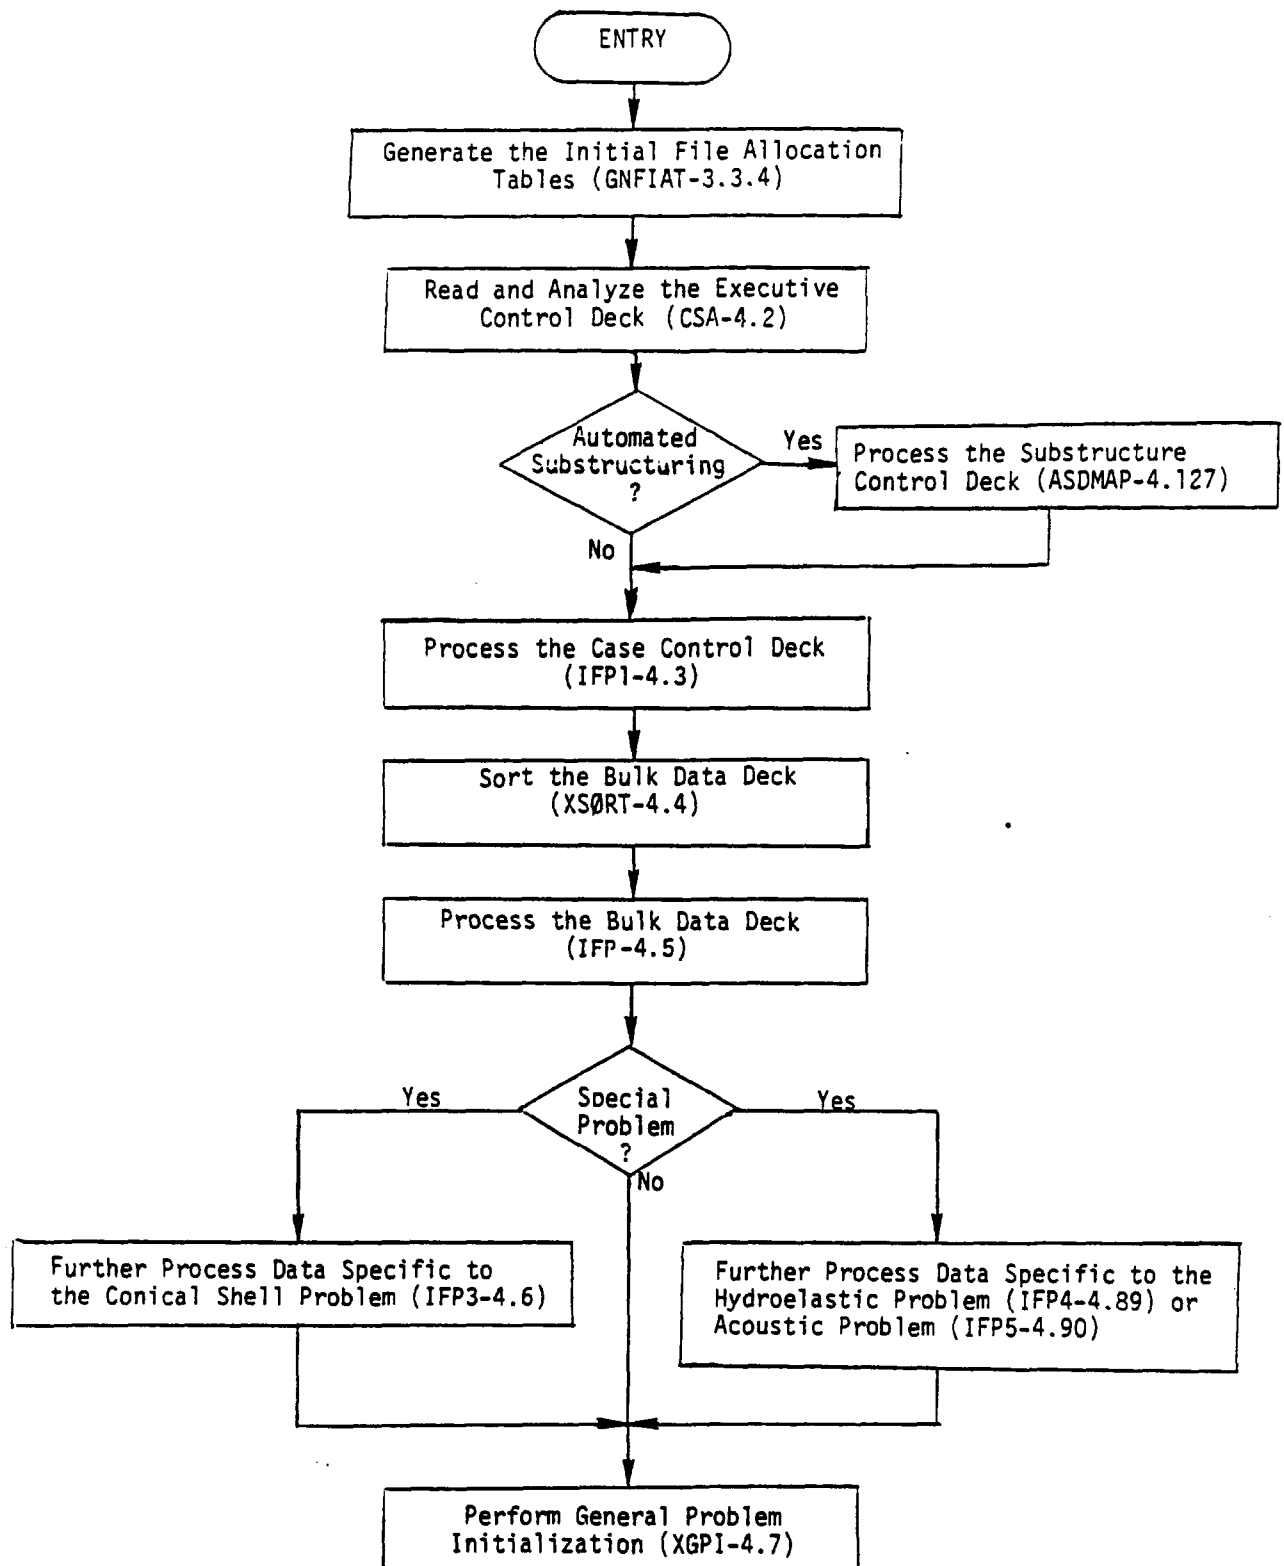 ENTRY
Generate the Initial File Allocation
Tables (GNFIAT-3.3.4)
Read and Analyze the Executive
Control Deck (CSA-4.2)
Automated
Substructuring
?
Yes
Process the Substructure
Control Deck (ASDMAP-4.127)
No
Process the Case Control Deck
(IFP1-4.3)
Sort the Bulk Data Deck
(XSØRT-4.4)
Process the Bulk Data Deck
(IFP-4.5)
Yes
Special
Problem
?
Yes
No
Further Process Data Specific to
the Conical Shell Problem (IFP3-4.6)
Further Process Data Specific to the
Hydroelastic Problem (IFP4-4.89) or
Acoustic Problem (IFP5-4.90)
Perform General Problem
Initialization (XGPI-4.7)